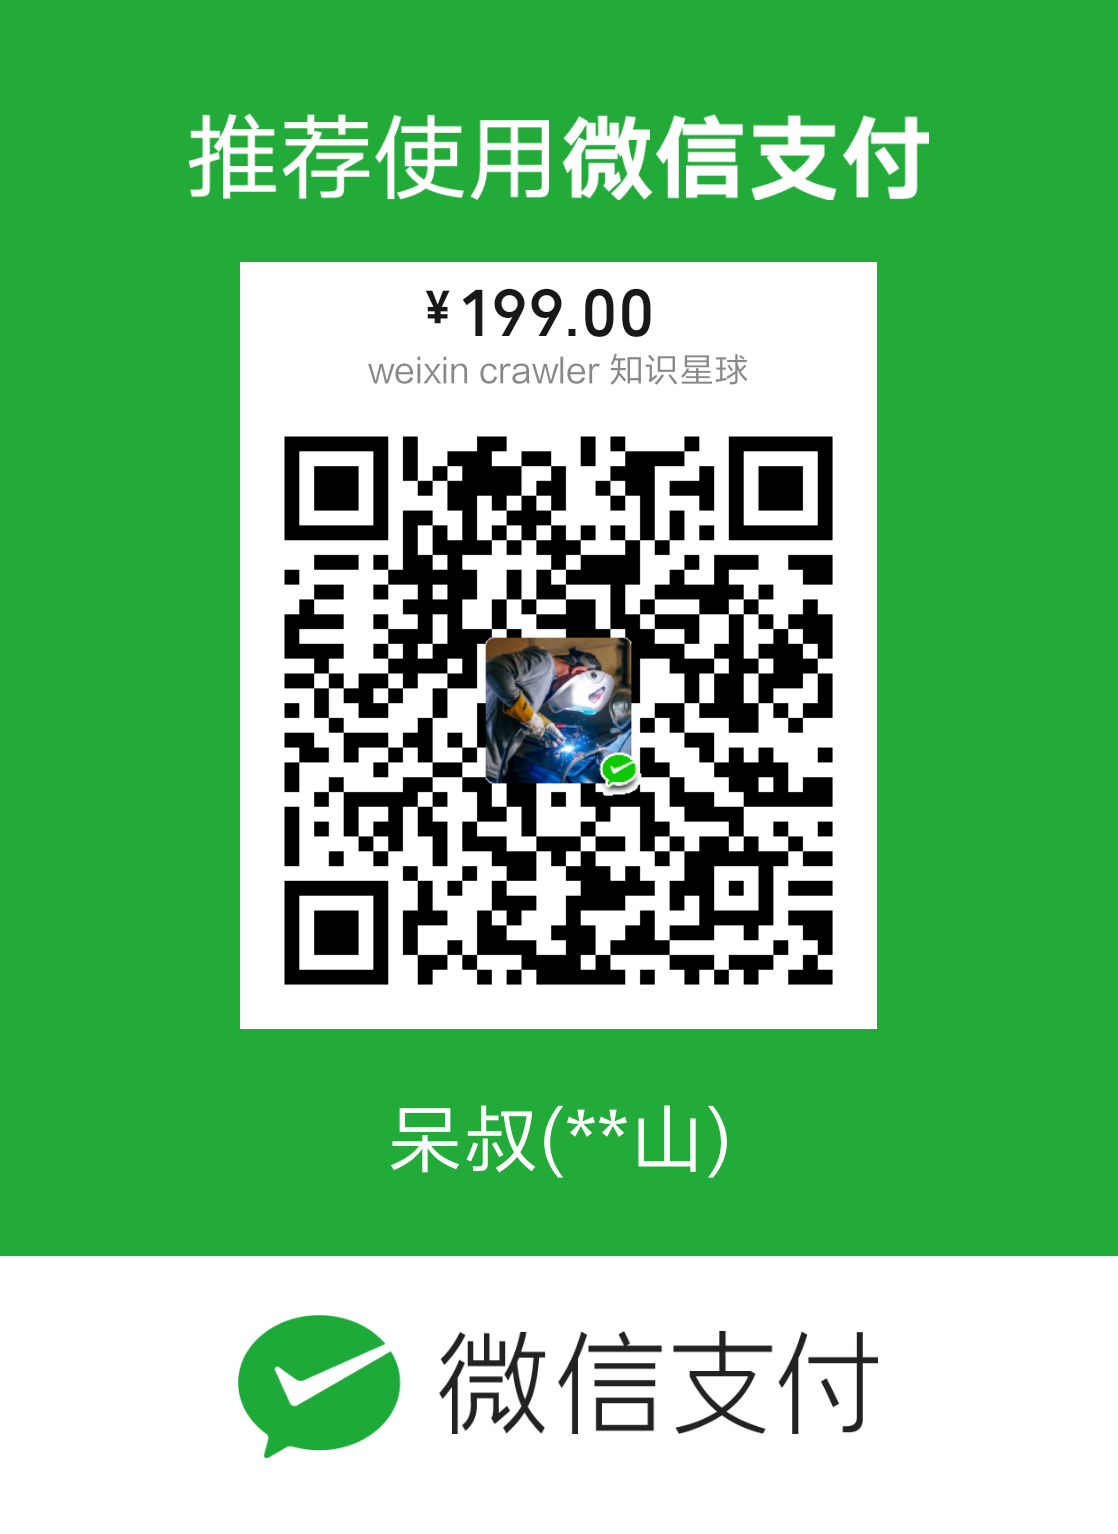 推荐使用微信支付
¥199.00
weixin crawler 知识星球
呆叔(**山)
微信支付